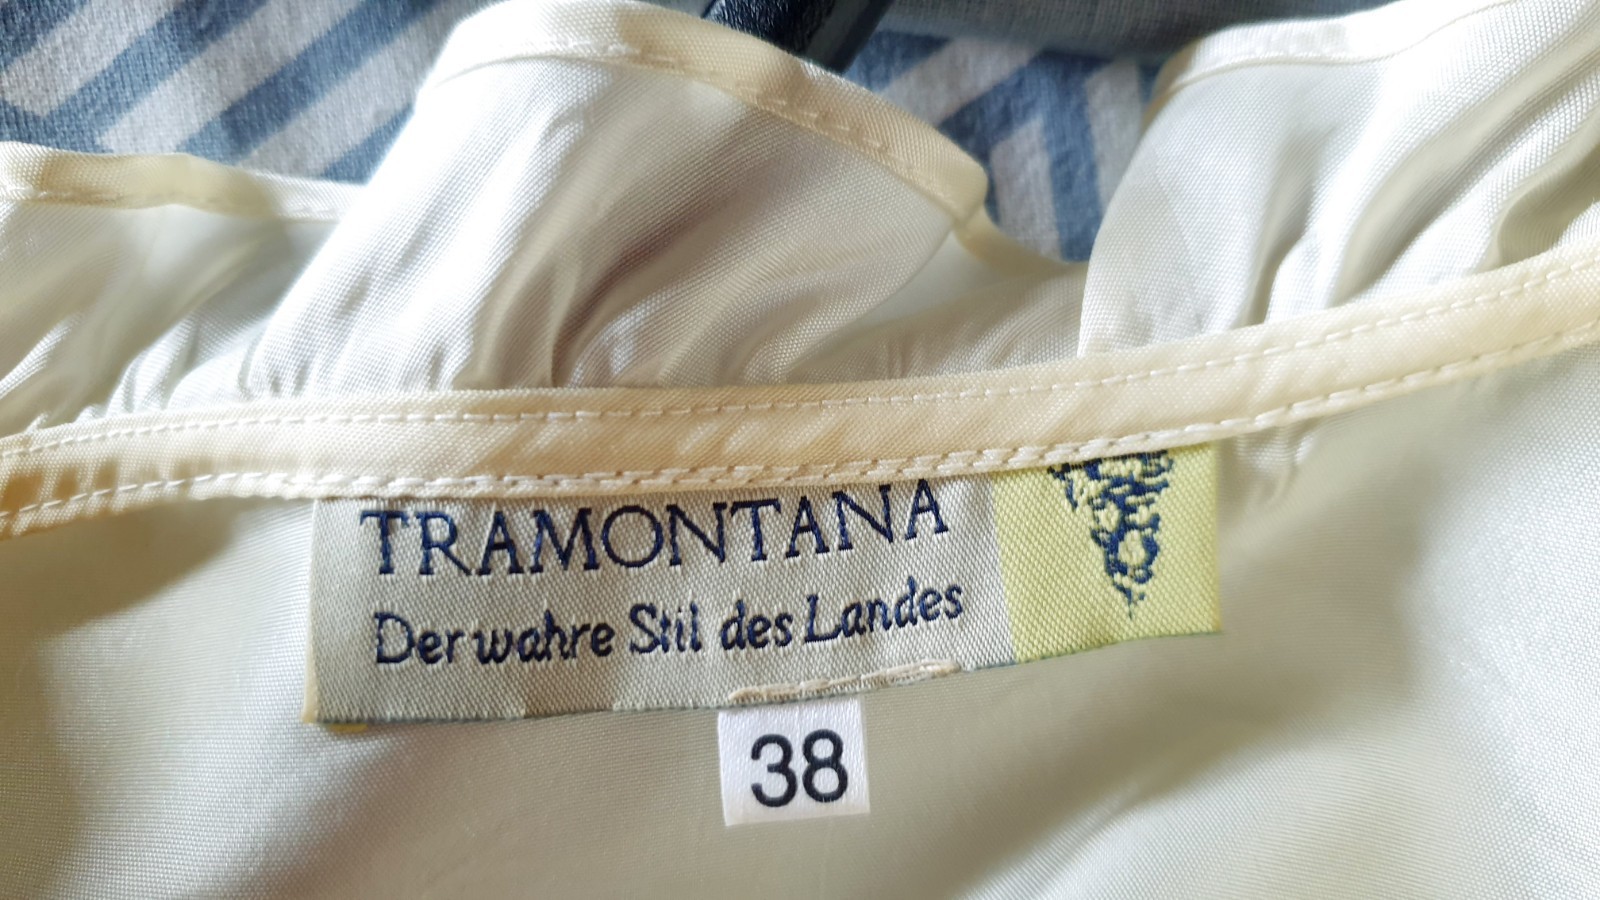 TRAMONTANA
Der wahre Stil des Landes
38